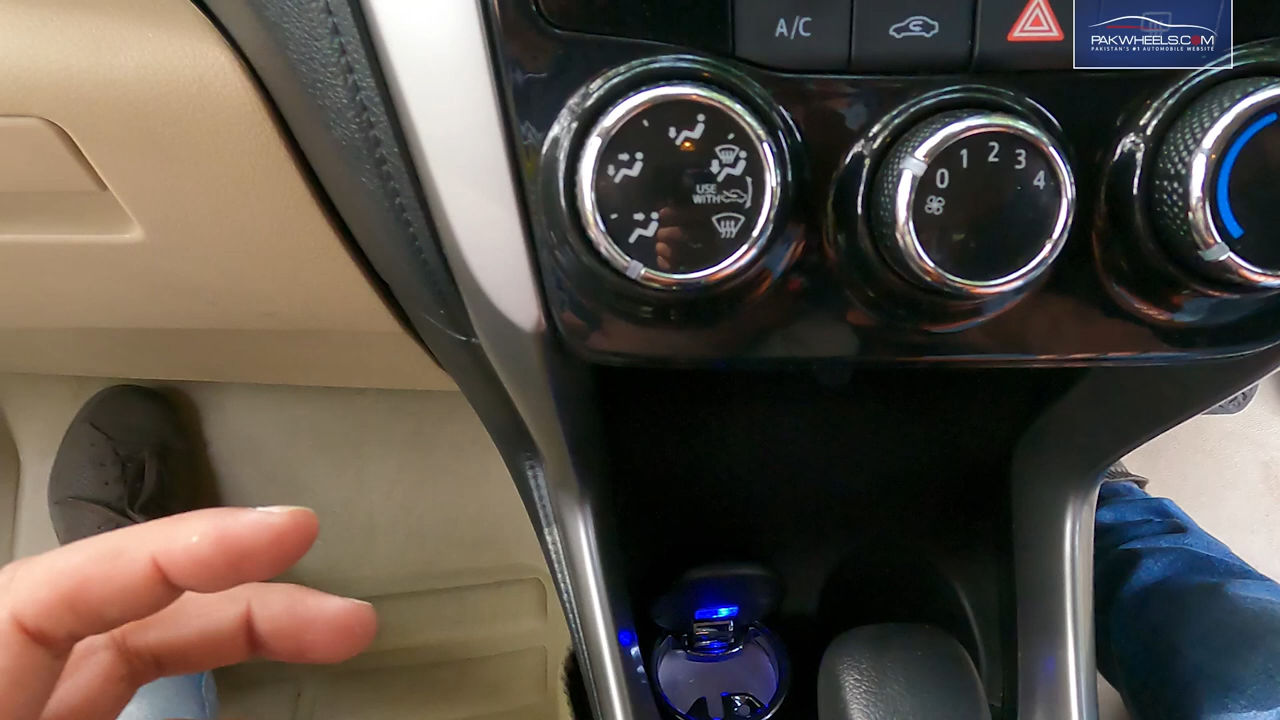 A/C
PAKWHEELS.COM
PAKISTAN'S #1 AUTOMOBILE WEBSITE
USE
WITH
0 1 2 3 4